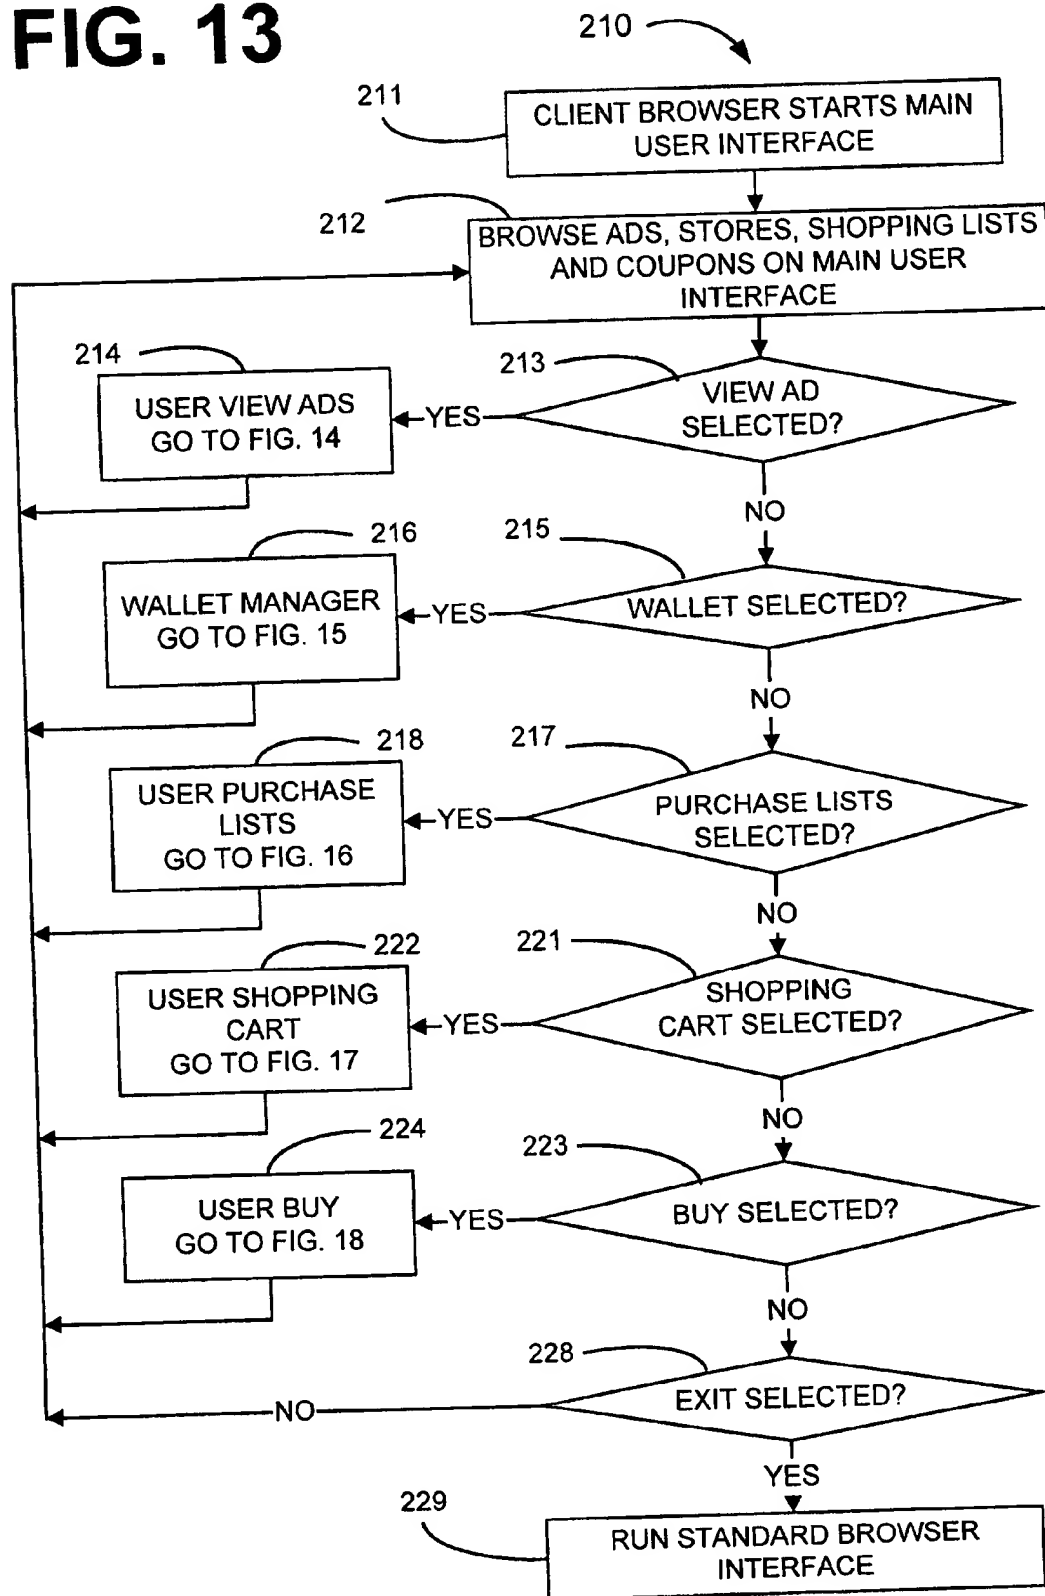 FIG. 13
210
211
CLIENT BROWSER STARTS MAIN
USER INTERFACE
212
BROWSE ADS, STORES, SHOPPING LISTS
AND COUPONS ON MAIN USER
INTERFACE
213
VIEW AD
SELECTED?
YES
214
USER VIEW ADS
GO TO FIG. 14
NO
215
WALLET SELECTED?
YES
216
WALLET MANAGER
GO TO FIG. 15
NO
217
PURCHASE LISTS
SELECTED?
YES
218
USER PURCHASE
LISTS
GO TO FIG. 16
NO
221
SHOPPING
CART SELECTED?
YES
222
USER SHOPPING
CART
GO TO FIG. 17
NO
223
BUY SELECTED?
YES
224
USER BUY
GO TO FIG. 18
NO
228
EXIT SELECTED?
NO
YES
229
RUN STANDARD BROWSER
INTERFACE